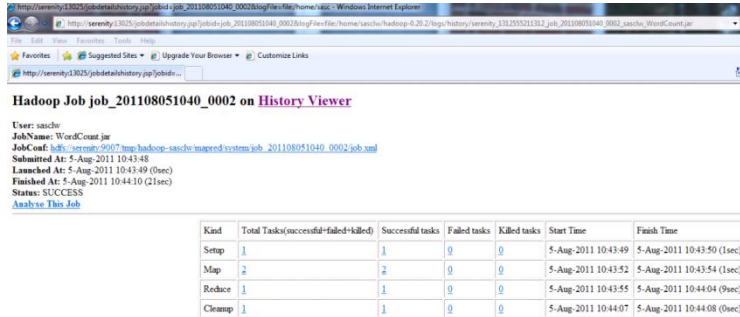 http://serenity:13025/jobdetailshistory.jsp?jobid=job_201108051040_0002&logFile=file:/home/sasc - Windows Internet Explorer
http://serenity:13025/jobdetailshistory.jsp?jobid=job_201108051040_0002&logFile=file:/home/sasclw/hadoop-0.20.2/logs/history/serenity_1312555211312_job_201108051040_0002_sasclw_WordCount.jar
File Edit View Favorites Tools Help
Favorites Suggested Sites Upgrade Your Browser Customize Links
http://serenity:13025/jobdetailshistory.jsp?jobid=...
Hadoop Job job_201108051040_0002 on History Viewer
User: sasclw
JobName: WordCount.jar
JobConf: hdfs://serenity:9007/tmp/hadoop-sasclw/mapred/system/job_201108051040_0002/job.xml
Submitted At: 5-Aug-2011 10:43:48
Launched At: 5-Aug-2011 10:43:49 (0sec)
Finished At: 5-Aug-2011 10:44:10 (21sec)
Status: SUCCESS
Analyse This Job
Kind Total Tasks(successful+failed+killed) Successful tasks Failed tasks Killed tasks Start Time Finish Time
Setup 1 1 0 0 5-Aug-2011 10:43:49 5-Aug-2011 10:43:50 (1sec)
Map 2 2 0 0 5-Aug-2011 10:43:52 5-Aug-2011 10:43:54 (1sec)
Reduce 1 1 0 0 5-Aug-2011 10:43:55 5-Aug-2011 10:44:04 (9sec)
Cleanup 1 1 0 0 5-Aug-2011 10:44:07 5-Aug-2011 10:44:08 (0sec)